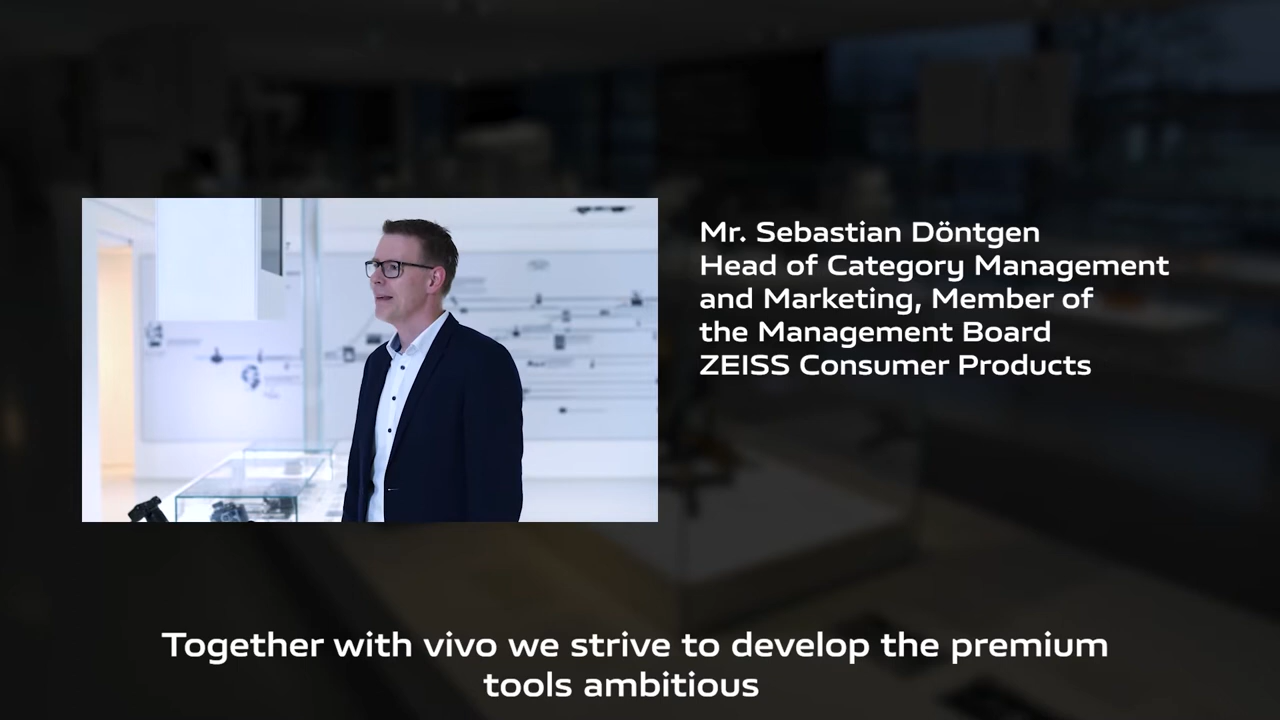 Mr. Sebastian Döntgen
Head of Category Management
and Marketing, Member of
the Management Board
ZEISS Consumer Products
Together with vivo we strive to develop the premium
tools ambitious